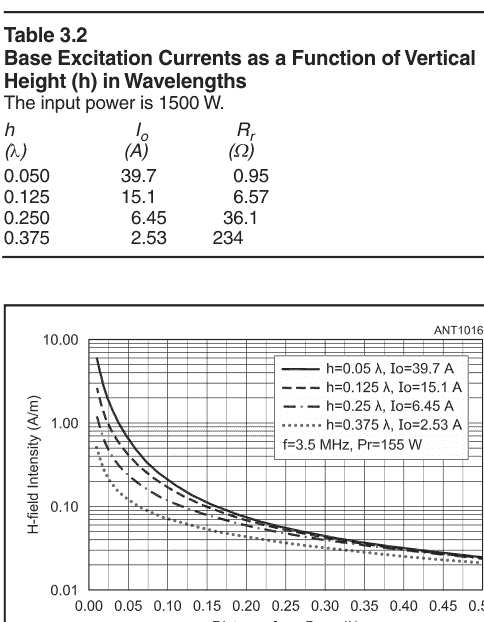 Table 3.2
Base Excitation Currents as a Function of Vertical
Height (h) in Wavelengths
The input power is 1500 W.
h Io Rr
(λ) (A) (Ω)
0.050 39.7 0.95
0.125 15.1 6.57
0.250 6.45 36.1
0.375 2.53 234
ANT1016
10.00
h=0.05 λ, Io=39.7 A
h=0.125 λ, Io=15.1 A
h=0.25 λ, Io=6.45 A
h=0.375 λ, Io=2.53 A
f=3.5 MHz, Pr=155 W
1.00
H-field Intensity (A/m)
0.10
0.01
0.00 0.05 0.10 0.15 0.20 0.25 0.30 0.35 0.40 0.45